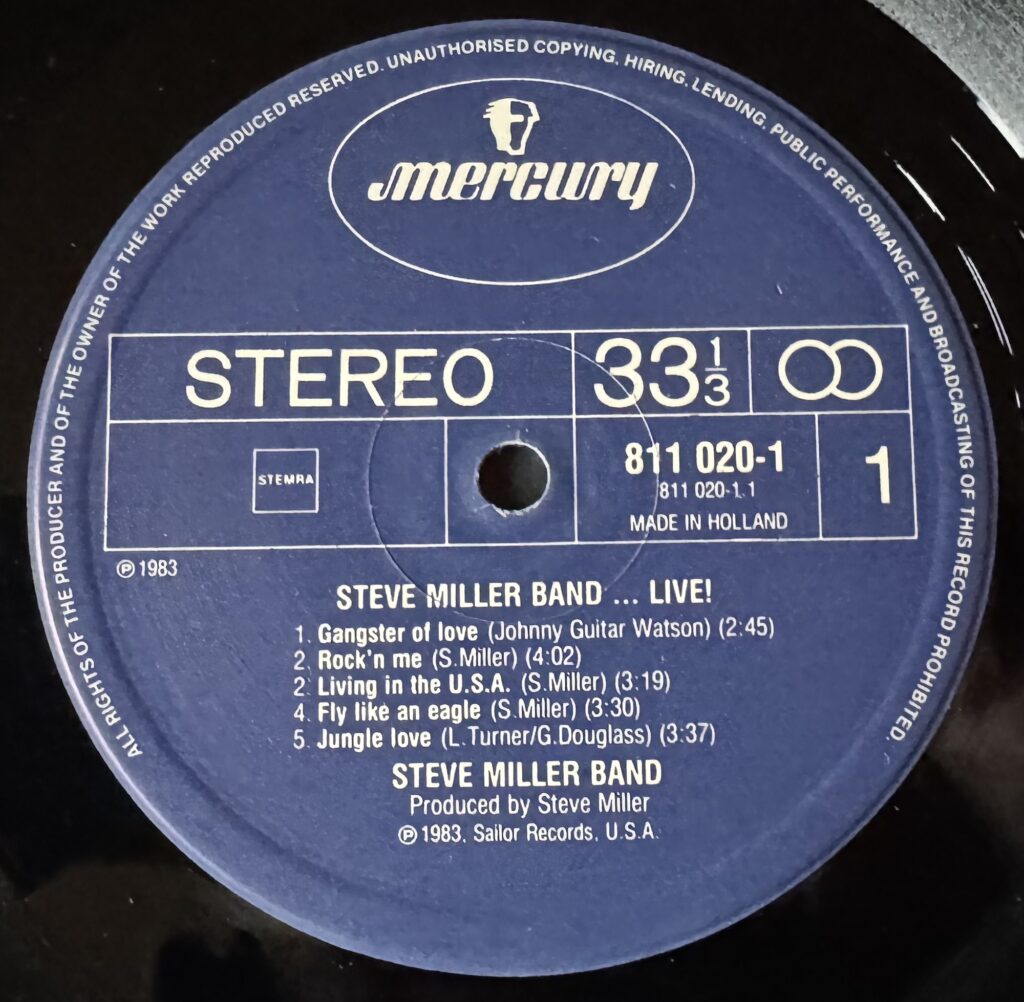 ALL RIGHTS OF THE PRODUCER AND OF THE OWNER OF THE WORK REPRODUCED RESERVED. UNAUTHORISED COPYING, HIRING, LENDING, PUBLIC PERFORMANCE AND BROADCASTING OF THIS RECORD PROHIBITED.
mercury
STEREO 33 1/3
STEMRA
811 020-1
811 020-1.1
MADE IN HOLLAND
1
℗ 1983
STEVE MILLER BAND ... LIVE!
1. Gangster of love (Johnny Guitar Watson) (2:45)
2. Rock'n me (S.Miller) (4:02)
2. Living in the U.S.A. (S.Miller) (3:19)
4. Fly like an eagle (S.Miller) (3:30)
5. Jungle love (L.Turner/G.Douglass) (3:37)
STEVE MILLER BAND
Produced by Steve Miller
℗ 1983, Sailor Records, U.S.A.